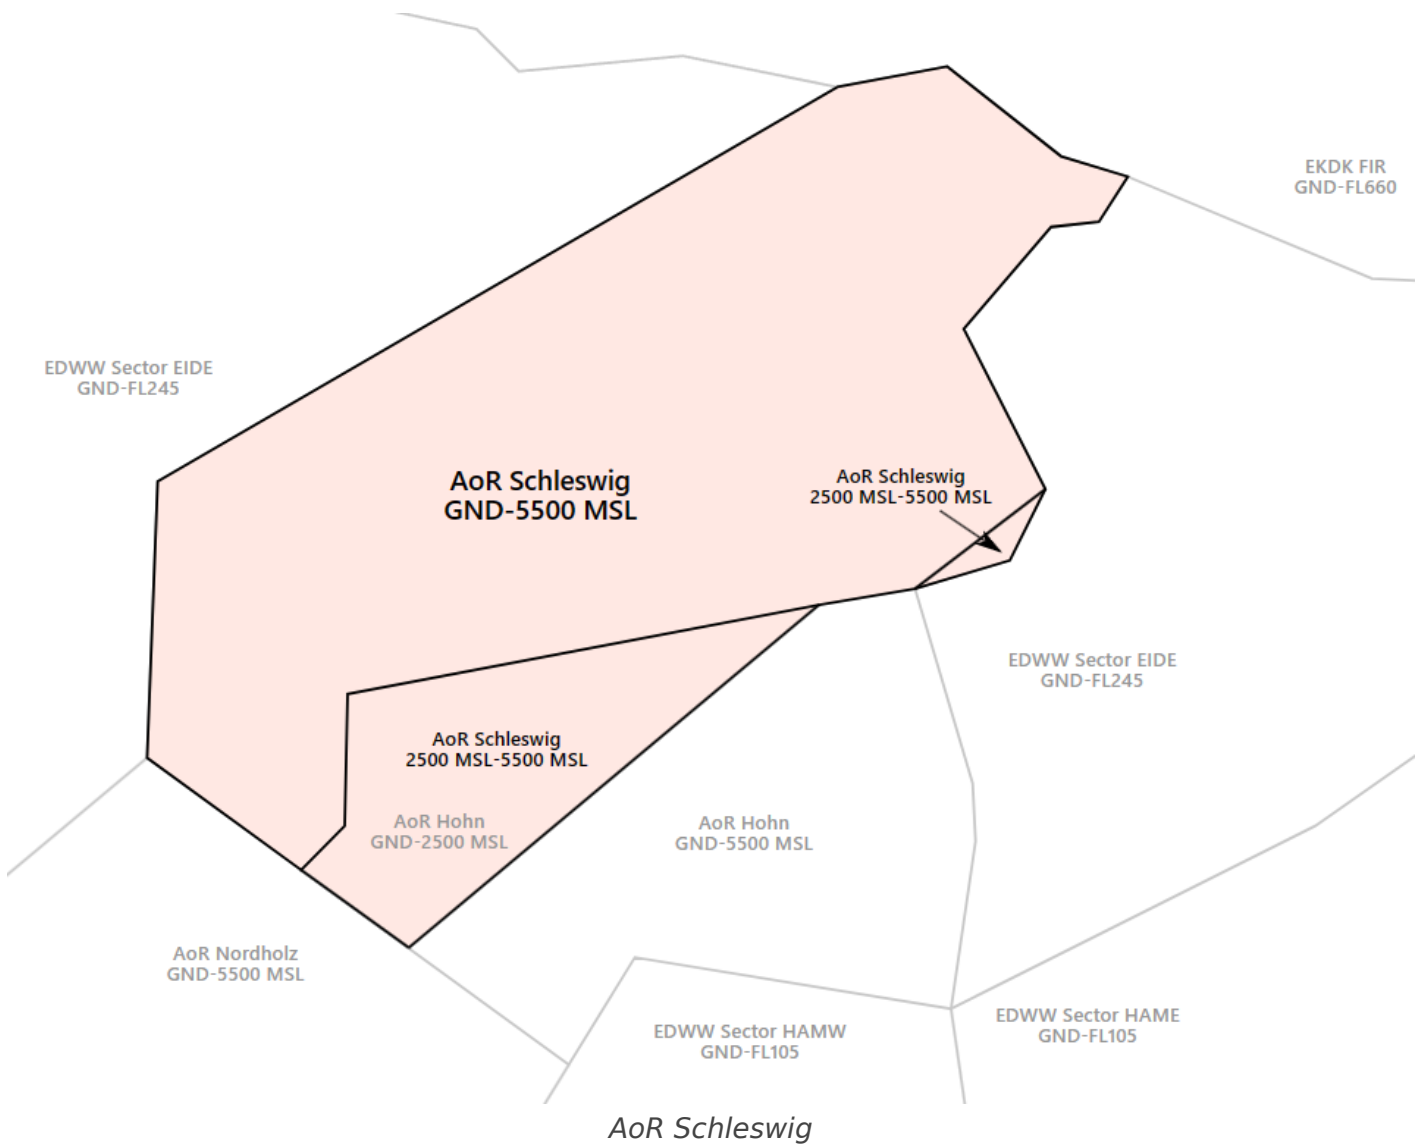 EKDK FIR
GND-FL660
EDWW Sector EIDE
GND-FL245
AoR Schleswig
GND-5500 MSL
AoR Schleswig
2500 MSL-5500 MSL
EDWW Sector EIDE
GND-FL245
AoR Schleswig
2500 MSL-5500 MSL
AoR Hohn
GND-2500 MSL
AoR Hohn
GND-5500 MSL
AoR Nordholz
GND-5500 MSL
EDWW Sector HAMW
GND-FL105
EDWW Sector HAME
GND-FL105
AoR Schleswig